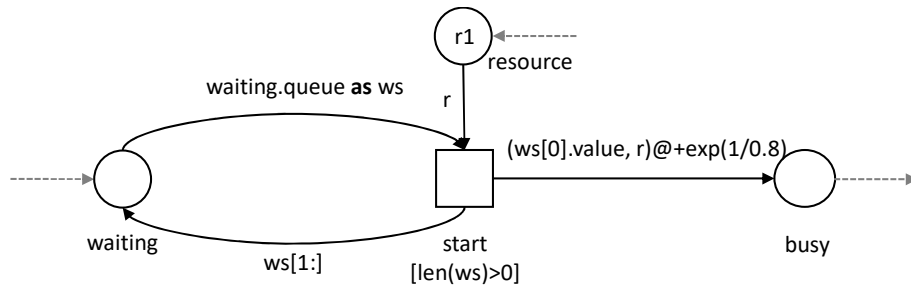 r1
resource
waiting.queue as ws
r
(ws[0].value, r)@+exp(1/0.8)
waiting
start
busy
ws[1:]
[len(ws)>0]